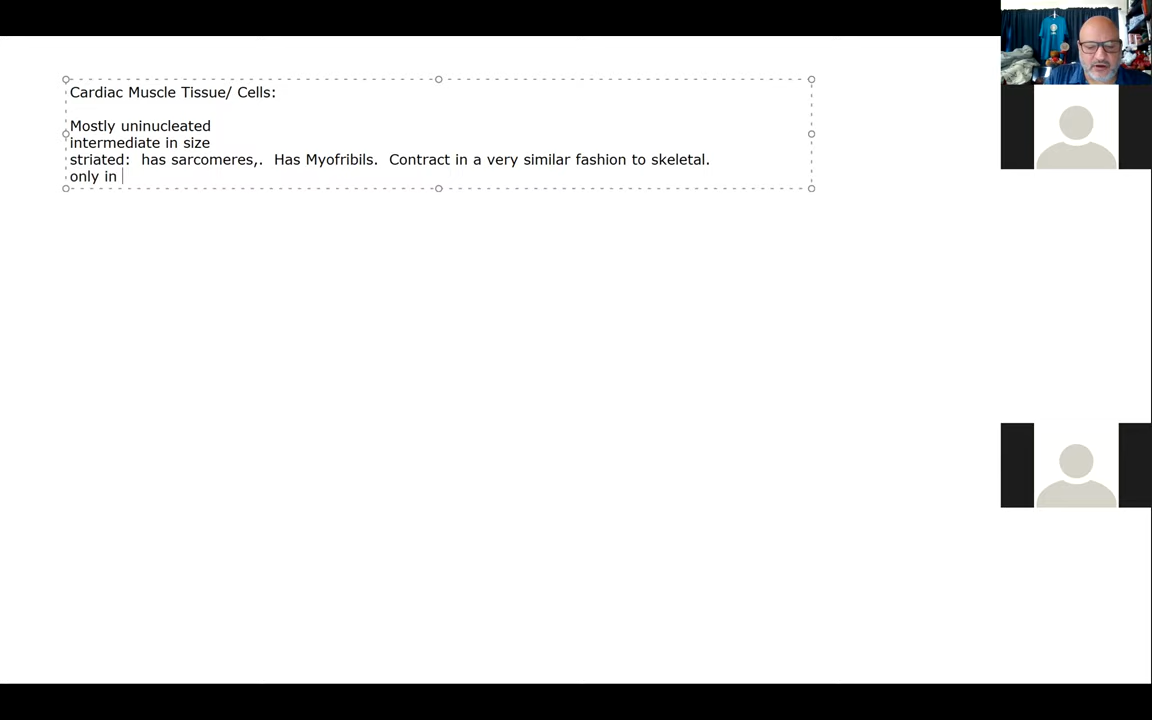 Cardiac Muscle Tissue/ Cells:
Mostly uninucleated
intermediate in size
striated:  has sarcomeres,.  Has Myofribils.  Contract in a very similar fashion to skeletal.
only in